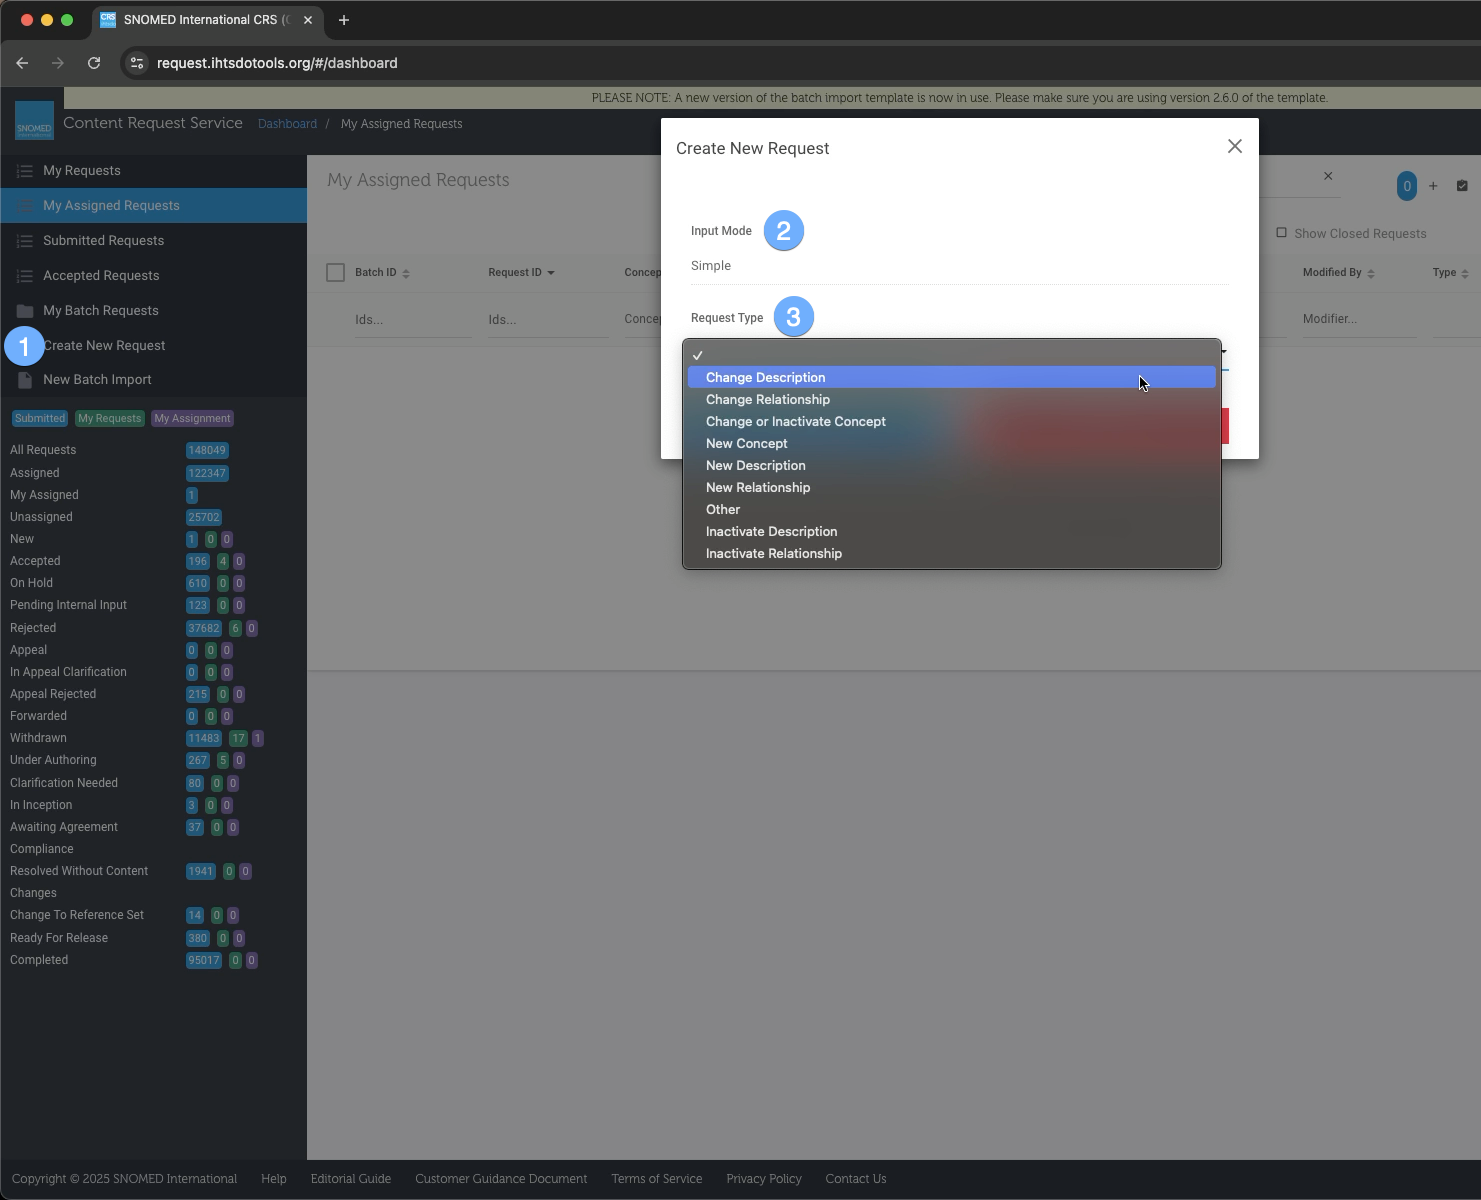 CRS
SNOMED International CRS (
request.ihtsdotools.org/#/dashboard
PLEASE NOTE: A new version of the batch import template is now in use. Please make sure you are using version 2.6.0 of the template.
SNOMED
International
Content Request Service
Dashboard / My Assigned Requests
My Requests
My Assigned Requests
Submitted Requests
Accepted Requests
My Batch Requests
1
Create New Request
New Batch Import
Submitted My Requests My Assignment
All Requests 148049
Assigned 122347
My Assigned 1
Unassigned 25702
New 1 0 0
Accepted 196 4 0
On Hold 610 0 0
Pending Internal Input 123 0 0
Rejected 37682 6 0
Appeal 0 0 0
In Appeal Clarification 0 0 0
Appeal Rejected 215 0 0
Forwarded 0 0 0
Withdrawn 11483 17 1
Under Authoring 267 5 0
Clarification Needed 80 0 0
In Inception 3 0 0
Awaiting Agreement 37 0 0
Compliance
Resolved Without Content 1941 0 0
Changes
Change To Reference Set 14 0 0
Ready For Release 380 0 0
Completed 95017 0 0
My Assigned Requests
0 +
Show Closed Requests
Batch ID Request ID Concep Modified By Type
Ids... Ids... Concep Modifier...
Create New Request
Input Mode 2
Simple
Request Type 3
Change Description
Change Relationship
Change or Inactivate Concept
New Concept
New Description
New Relationship
Other
Inactivate Description
Inactivate Relationship
Copyright © 2025 SNOMED International Help Editorial Guide Customer Guidance Document Terms of Service Privacy Policy Contact Us